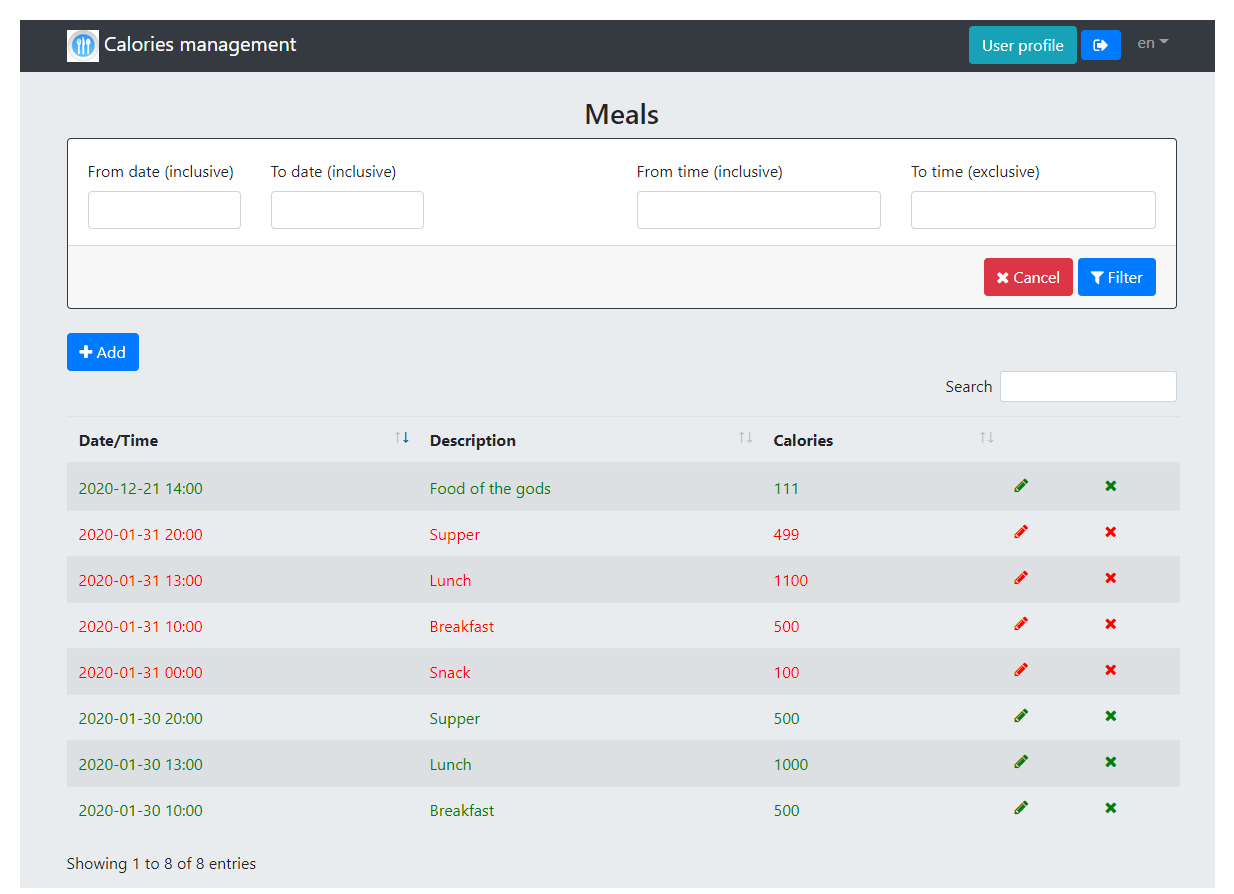 Calories management User profile en
Meals
From date (inclusive) To date (inclusive) From time (inclusive) To time (exclusive)
Cancel Filter
Add
Search
Date/Time Description Calories
2020-12-21 14:00 Food of the gods 111
2020-01-31 20:00 Supper 499
2020-01-31 13:00 Lunch 1100
2020-01-31 10:00 Breakfast 500
2020-01-31 00:00 Snack 100
2020-01-30 20:00 Supper 500
2020-01-30 13:00 Lunch 1000
2020-01-30 10:00 Breakfast 500
Showing 1 to 8 of 8 entries